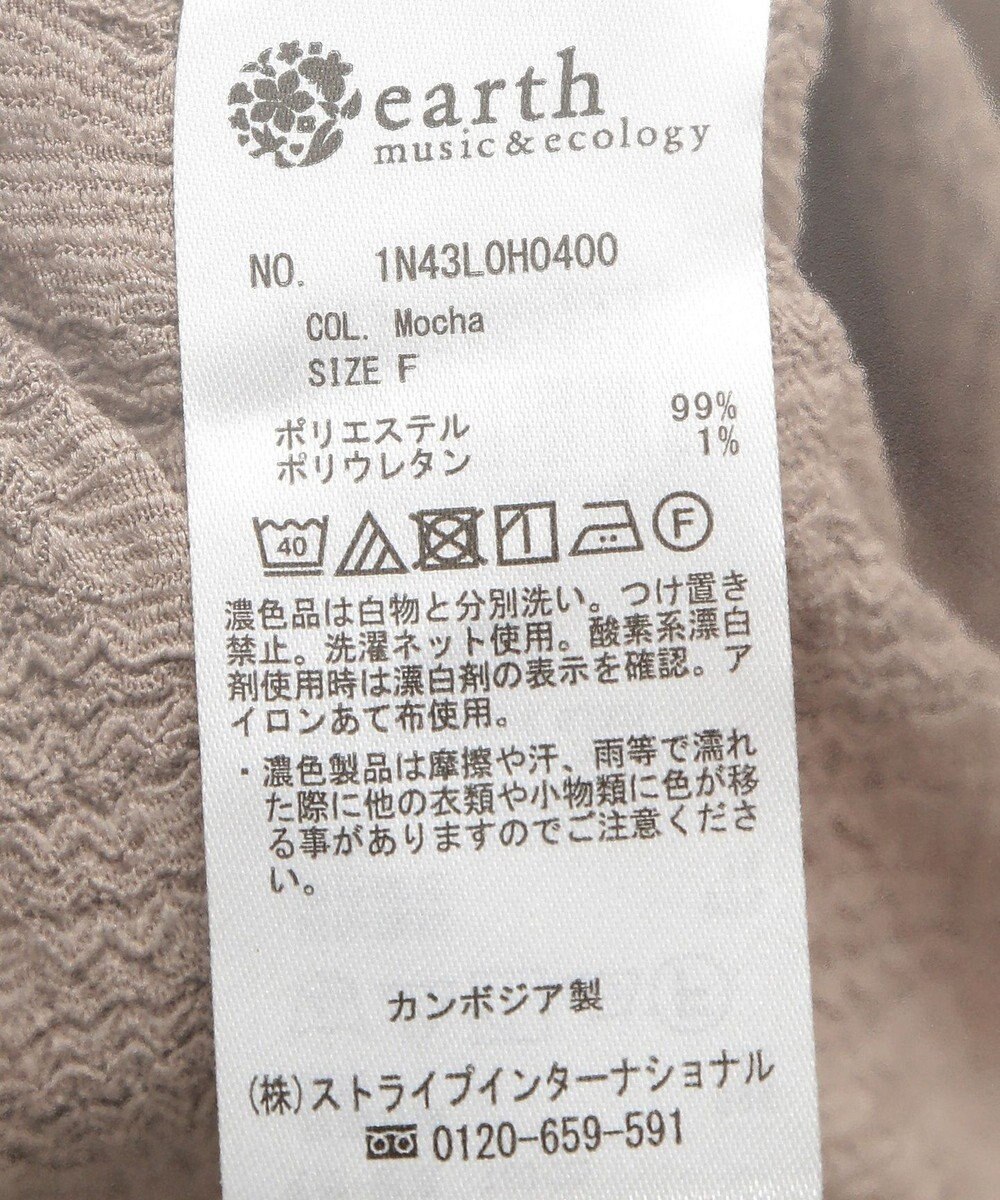 earth
music&ecology
NO. 1N43L0H0400
COL. Mocha
SIZE F
ポリエステル 99%
ポリウレタン 1%
40 F
濃色品は白物と分別洗い。つけ置き
禁止。洗濯ネット使用。酸素系漂白
剤使用時は漂白剤の表示を確認。ア
イロンあて布使用。
・濃色製品は摩擦や汗、雨等で濡れ
た際に他の衣類や小物類に色が移
る事がありますのでご注意くださ
い。
カンボジア製
(株)ストライプインターナショナル
0120-659-591